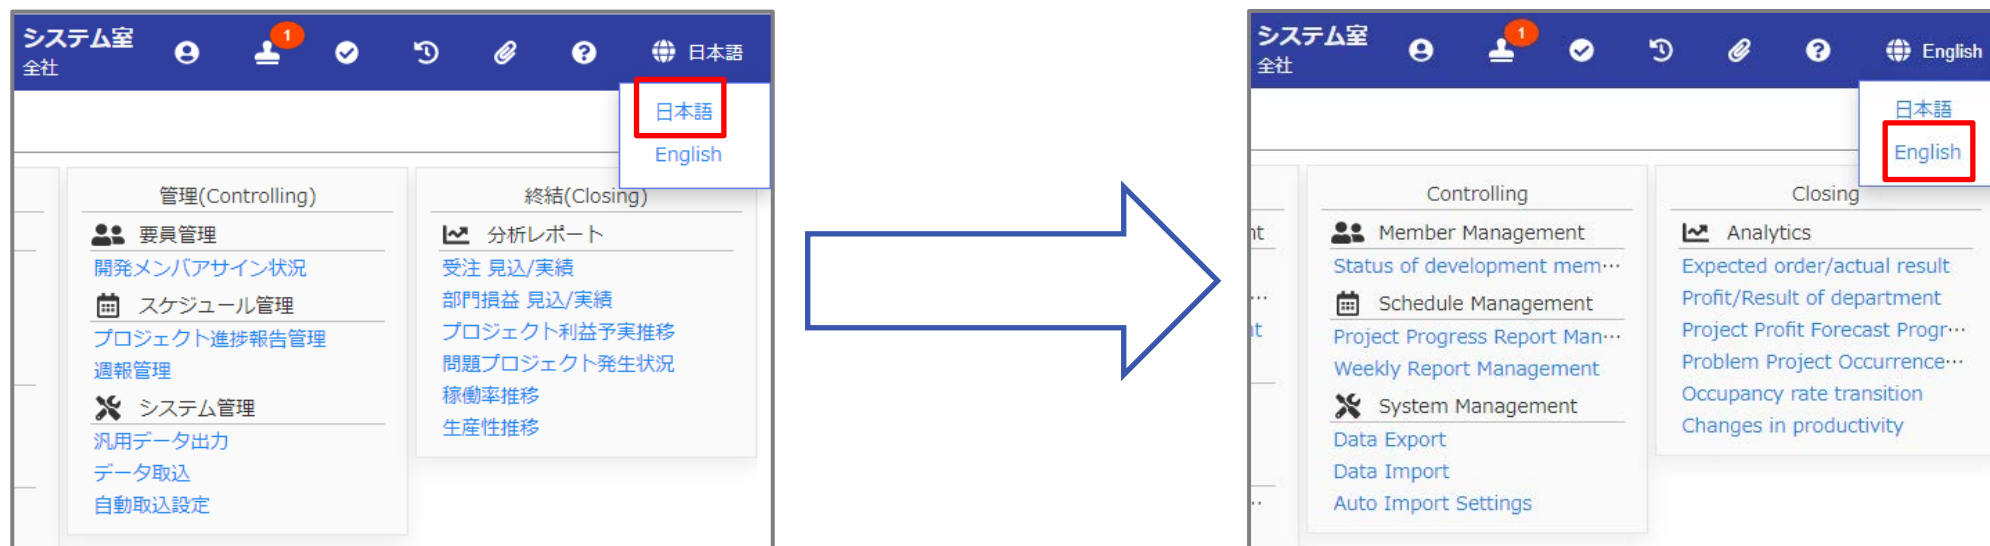 システム室
全社
1
日本語
日本語
English
管理(Controlling)
要員管理
開発メンバアサイン状況
スケジュール管理
プロジェクト進捗報告管理
週報管理
システム管理
汎用データ出力
データ取込
自動取込設定
終結(Closing)
分析レポート
受注 見込/実績
部門損益 見込/実績
プロジェクト利益予実推移
問題プロジェクト発生状況
稼働率推移
生産性推移
システム室
全社
1
English
日本語
English
nt
…
t
…
Controlling
Member Management
Status of development mem…
Schedule Management
Project Progress Report Man…
Weekly Report Management
System Management
Data Export
Data Import
Auto Import Settings
Closing
Analytics
Expected order/actual result
Profit/Result of department
Project Profit Forecast Progr…
Problem Project Occurrence…
Occupancy rate transition
Changes in productivity